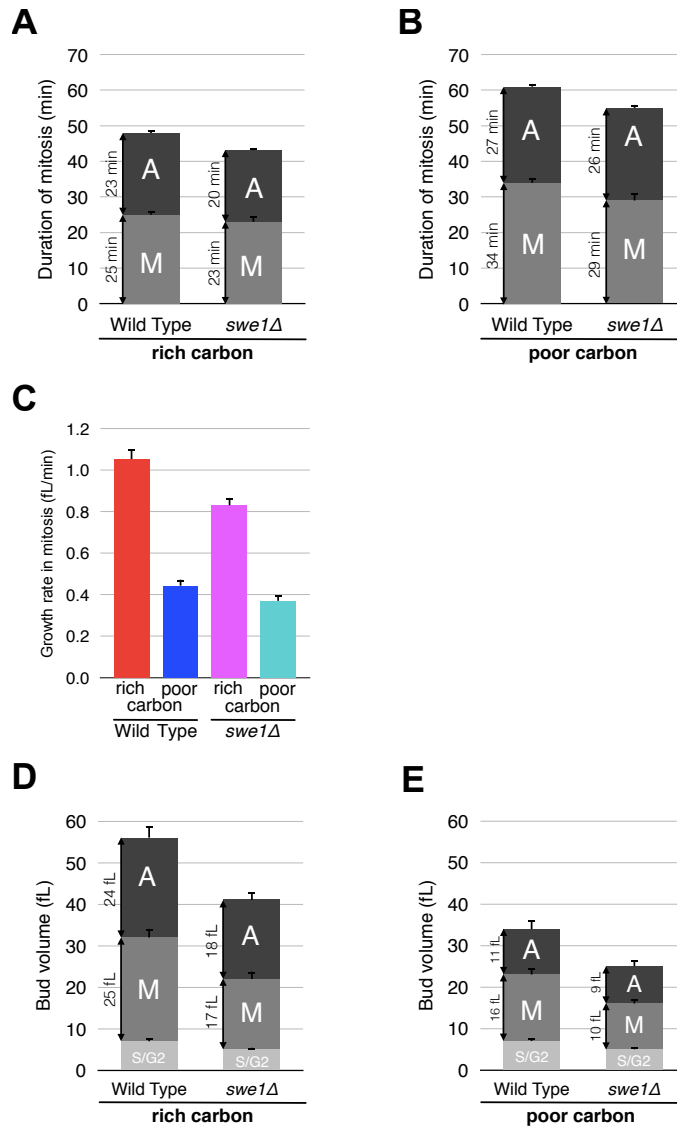 A
Duration of mitosis (min)
70
60
50
40
30
20
10
0
23 min
25 min
A
M
20 min
23 min
A
M
Wild Type
swe1Δ
rich carbon
B
Duration of mitosis (min)
70
60
50
40
30
20
10
0
27 min
34 min
A
M
26 min
29 min
A
M
Wild Type
swe1Δ
poor carbon
C
Growth rate in mitosis (fL/min)
1.2
1.0
0.8
0.6
0.4
0.2
0.0
rich poor rich poor
carbon carbon
Wild Type swe1Δ
D
Bud volume (fL)
60
50
40
30
20
10
0
24 fL
25 fL
A
M
S/G2
18 fL
17 fL
A
M
S/G2
Wild Type
swe1Δ
rich carbon
E
Bud volume (fL)
60
50
40
30
20
10
0
11 fL
16 fL
A
M
S/G2
9 fL
10 fL
A
M
S/G2
Wild Type
swe1Δ
poor carbon